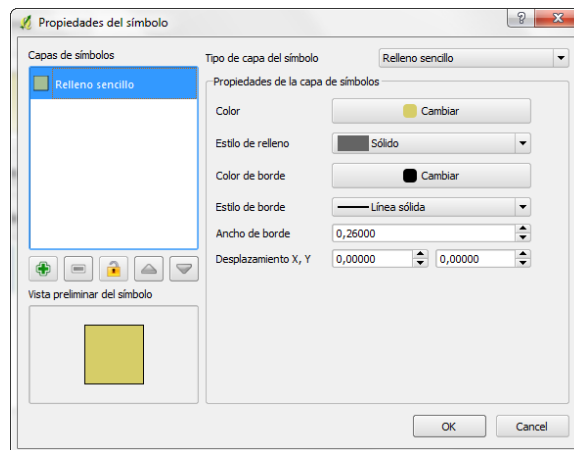 Propiedades del símbolo
Capas de símbolos
Relleno sencillo
Vista preliminar del símbolo
Tipo de capa del símbolo Relleno sencillo
Propiedades de la capa de símbolos
Color Cambiar
Estilo de relleno Sólido
Color de borde Cambiar
Estilo de borde Línea sólida
Ancho de borde 0,26000
Desplazamiento X, Y 0,00000 0,00000
OK Cancel